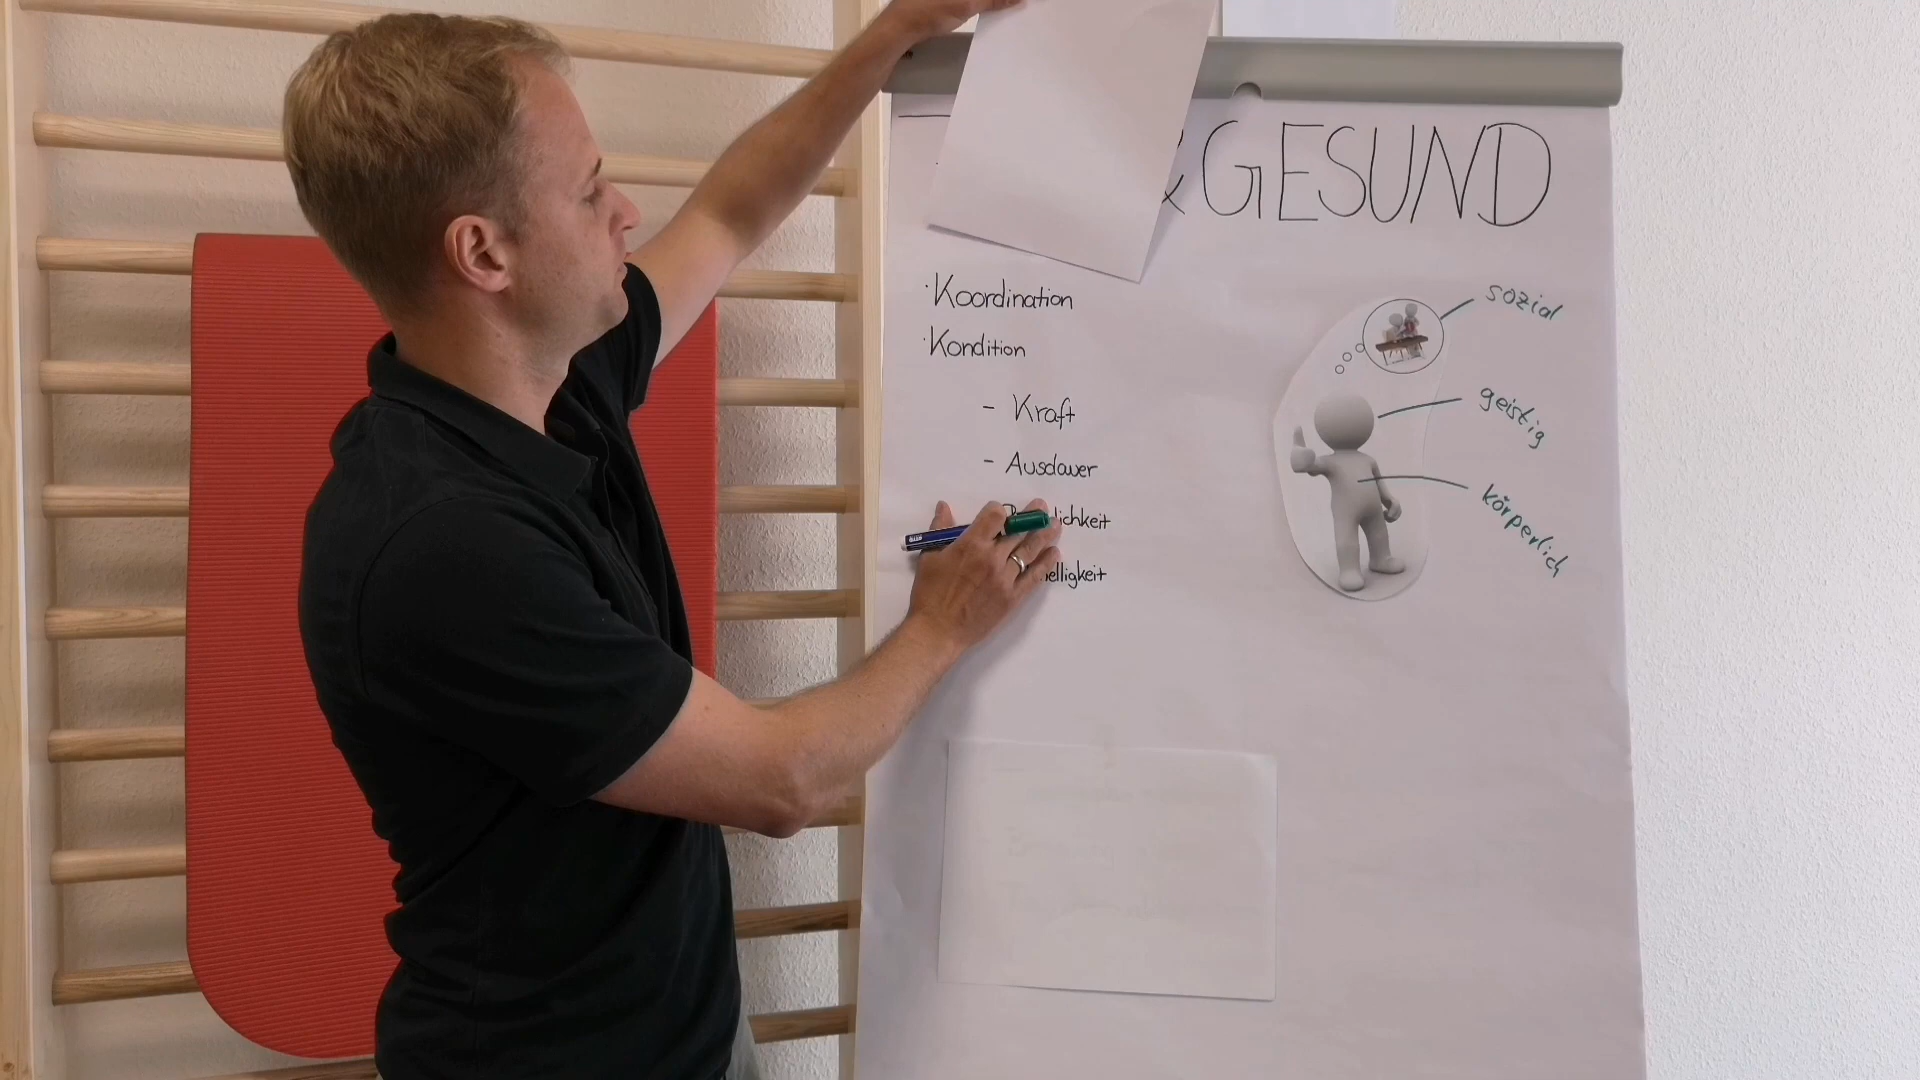 & GESUND
· Koordination
· Kondition
- Kraft
- Ausdauer
sozial
geistig
körperlich